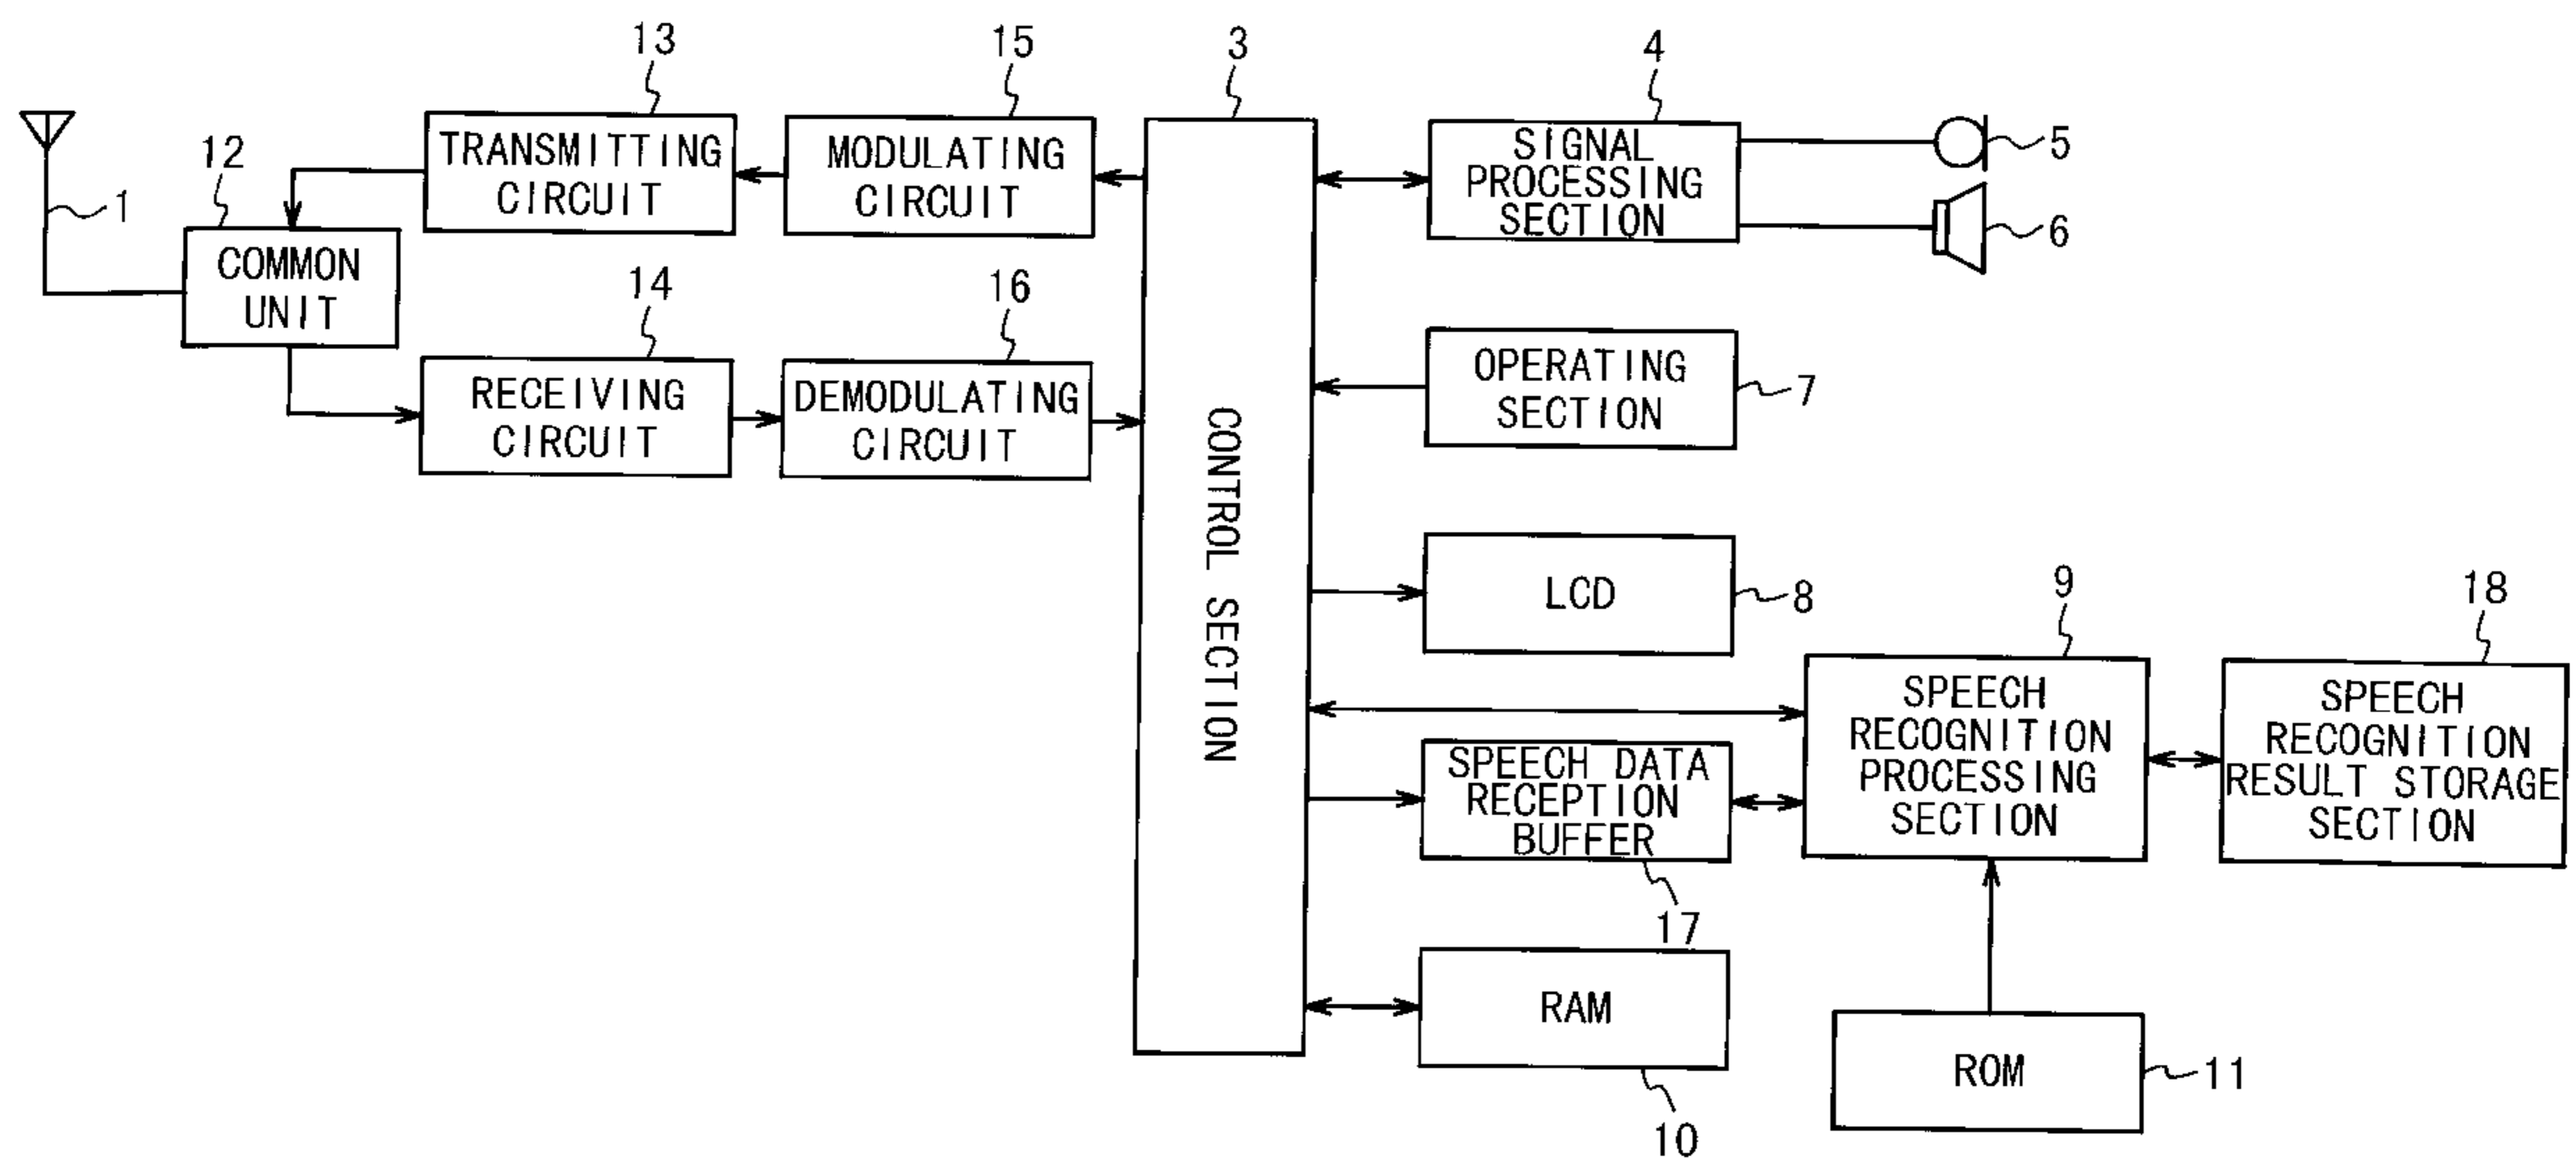 13
15
3
4
TRANSMITTING
CIRCUIT
MODULATING
CIRCUIT
SIGNAL
PROCESSING
SECTION
5
6
12
1
COMMON
UNIT
14
16
RECEIVING
CIRCUIT
DEMODULATING
CIRCUIT
CONTROL SECTION
OPERATING
SECTION
7
LCD
8
9
18
SPEECH
RECOGNITION
PROCESSING
SECTION
SPEECH
RECOGNITION
RESULT STORAGE
SECTION
SPEECH DATA
RECEPTION
BUFFER
17
RAM
10
ROM
11